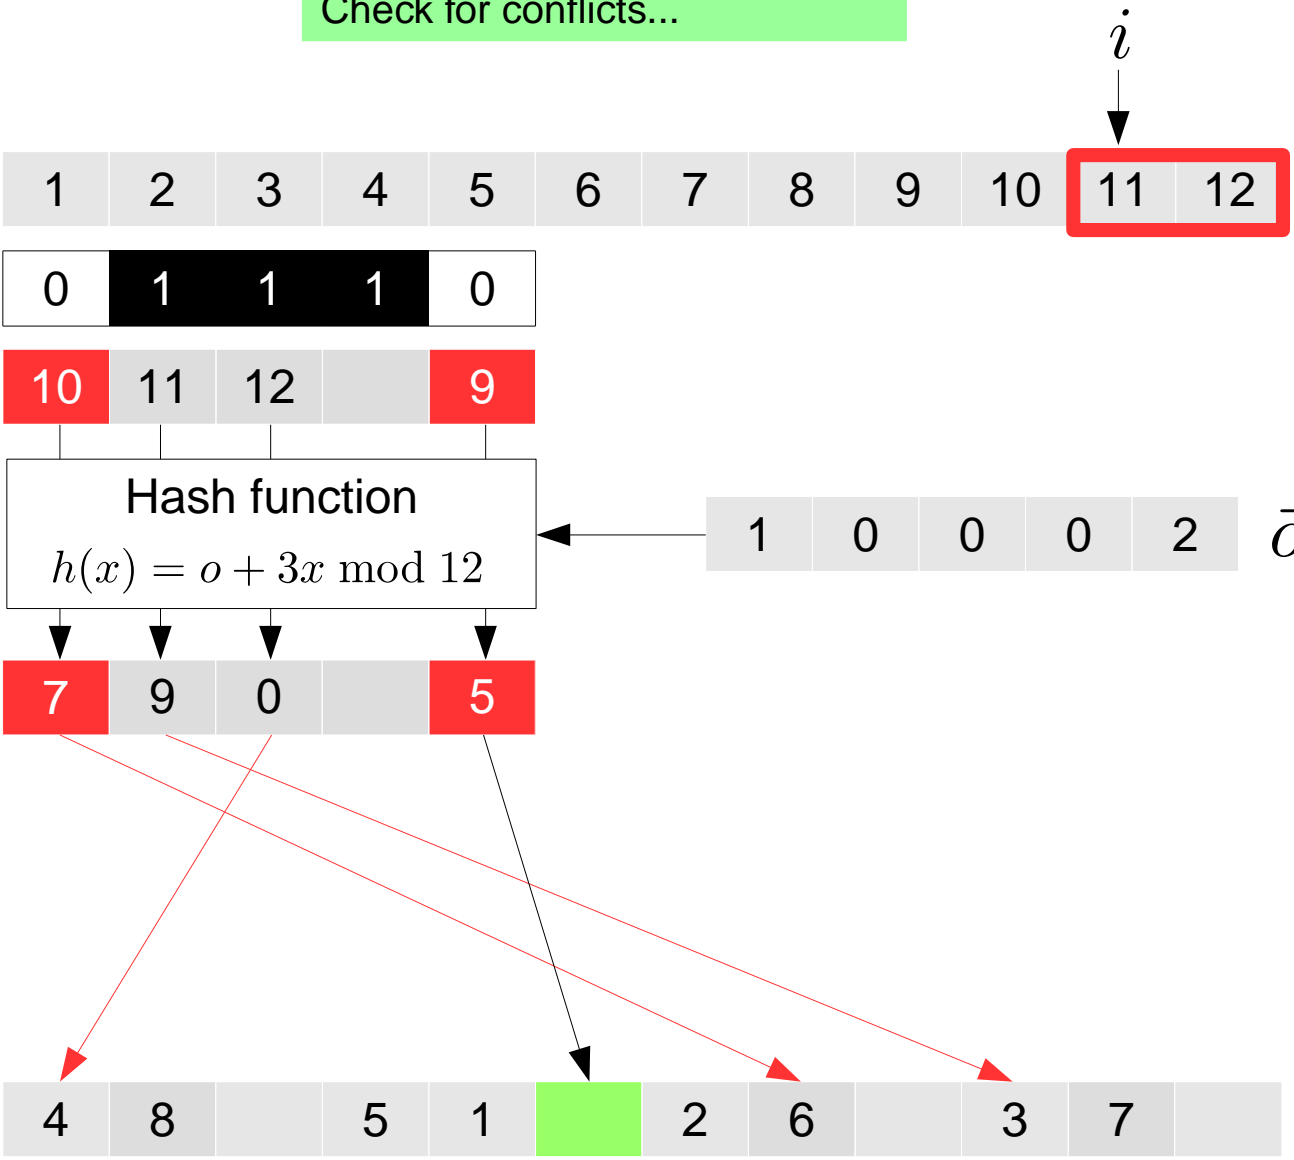 Check for conflicts...
i
1 2 3 4 5 6 7 8 9 10 11 12
0 1 1 1 0
10 11 12 9
Hash function
h(x) = o + 3x mod 12
1 0 0 0 2
7 9 0 5
4 8 5 1 2 6 3 7